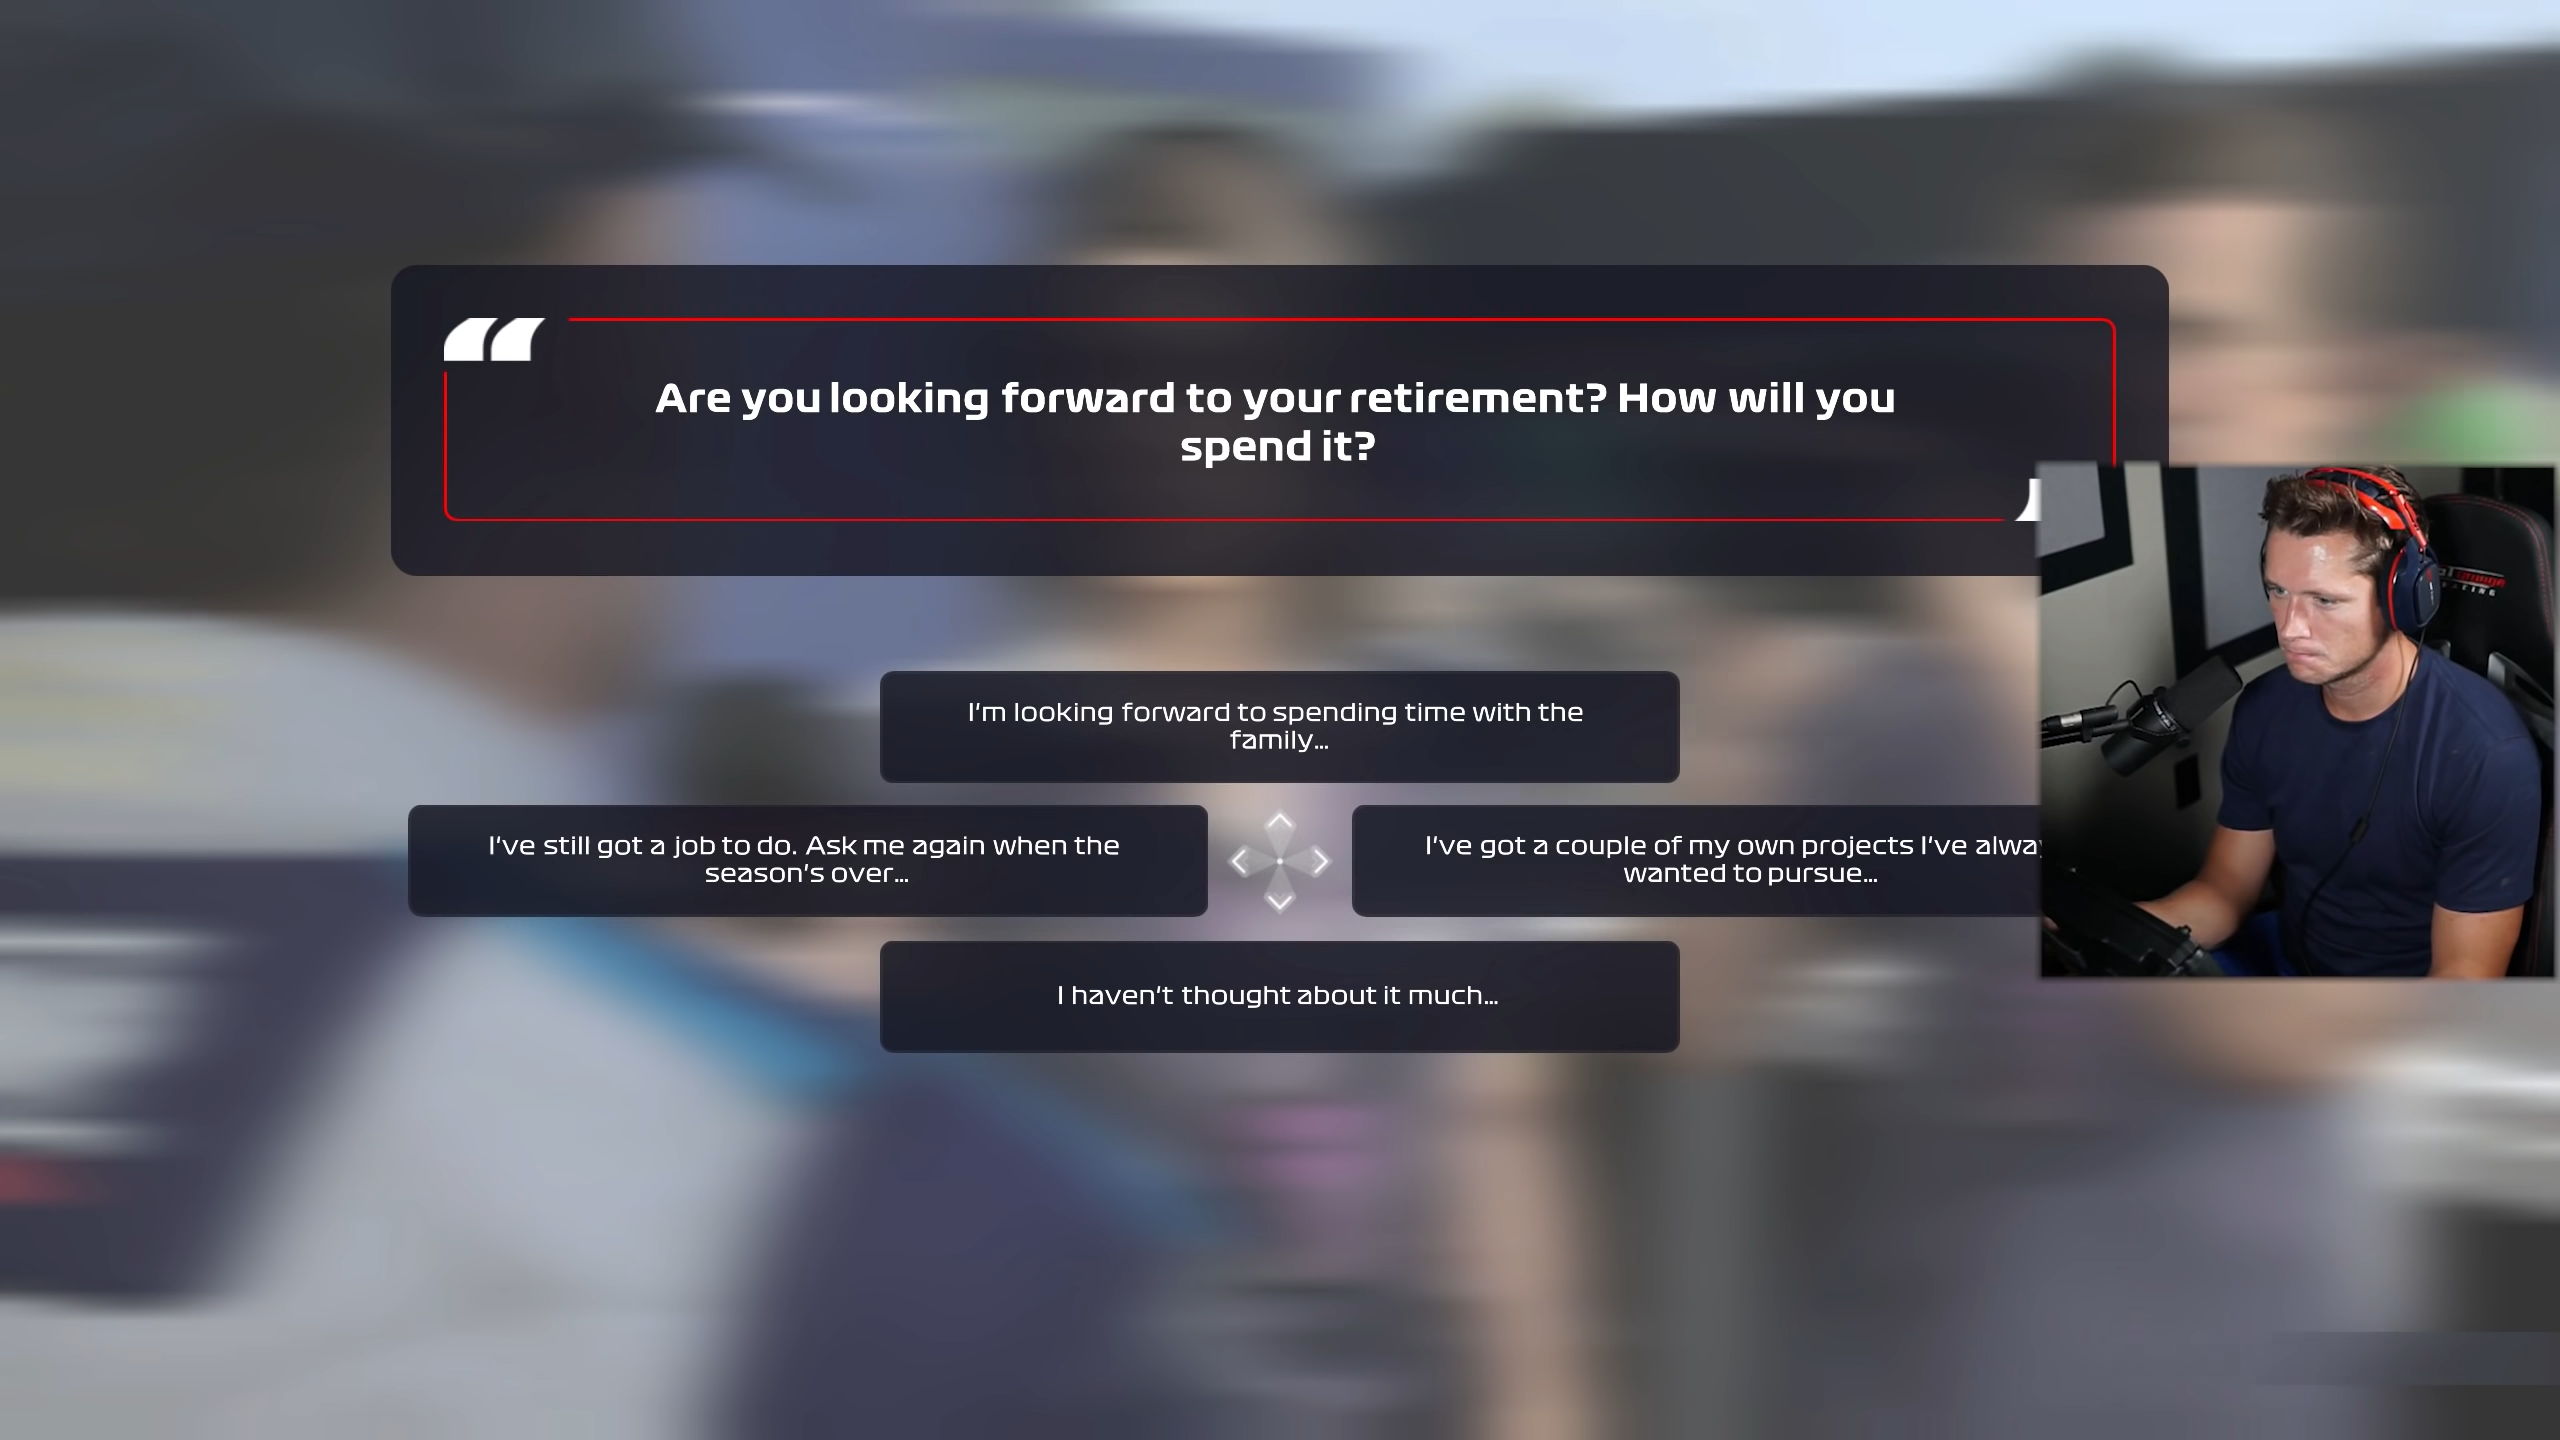 Are you looking forward to your retirement? How will you
spend it?
I'm looking forward to spending time with the
family...
I've still got a job to do. Ask me again when the
season's over...
I've got a couple of my own projects I've
wanted to pursue...
I haven't thought about it much...